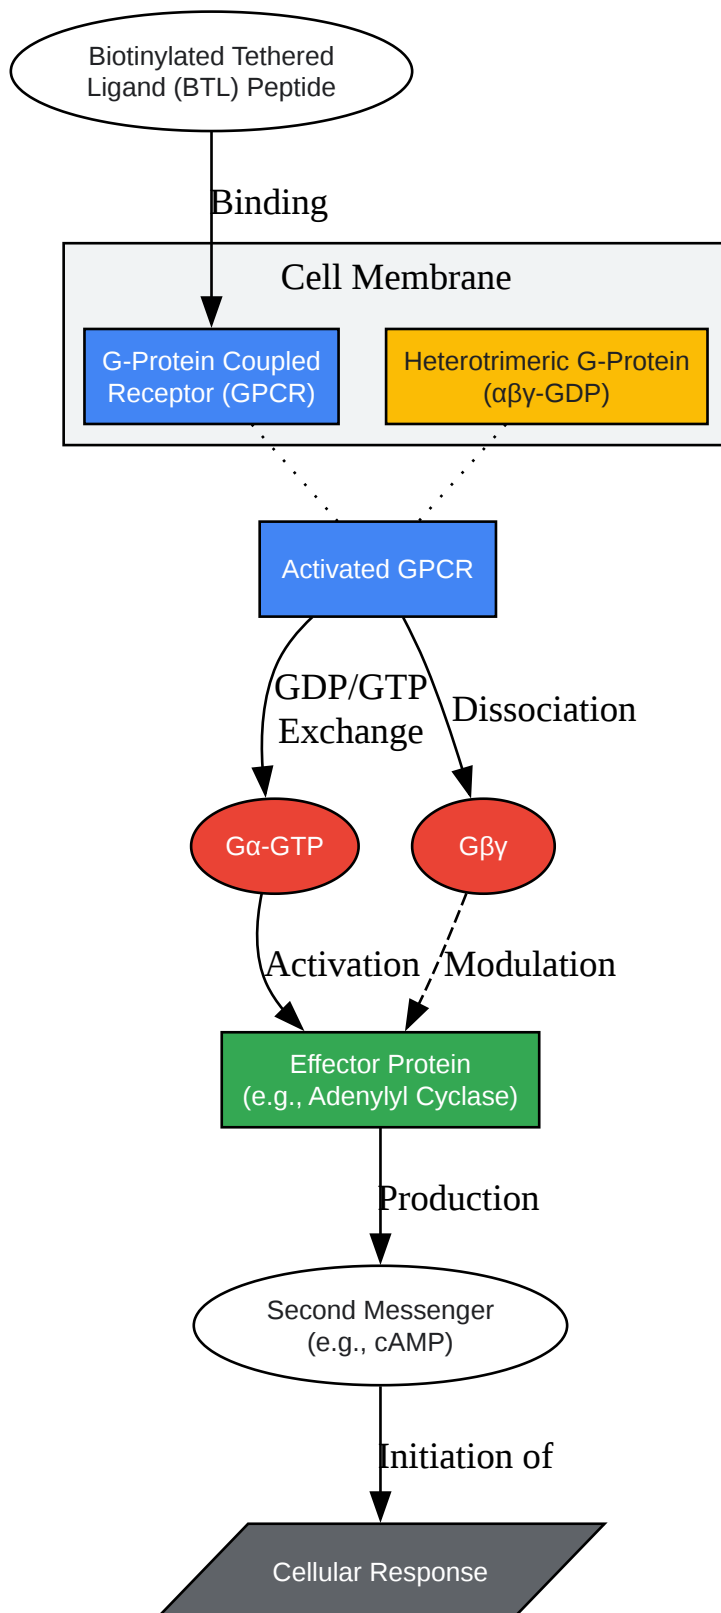 Biotinylated Tethered
Ligand (BTL) Peptide
Binding
Cell Membrane
G-Protein Coupled
Receptor (GPCR)
Heterotrimeric G-Protein
(αβγ-GDP)
Activated GPCR
GDP/GTP
Exchange
Dissociation
Gα-GTP
Gβγ
Activation
Modulation
Effector Protein
(e.g., Adenylyl Cyclase)
Production
Second Messenger
(e.g., cAMP)
Initiation of
Cellular Response